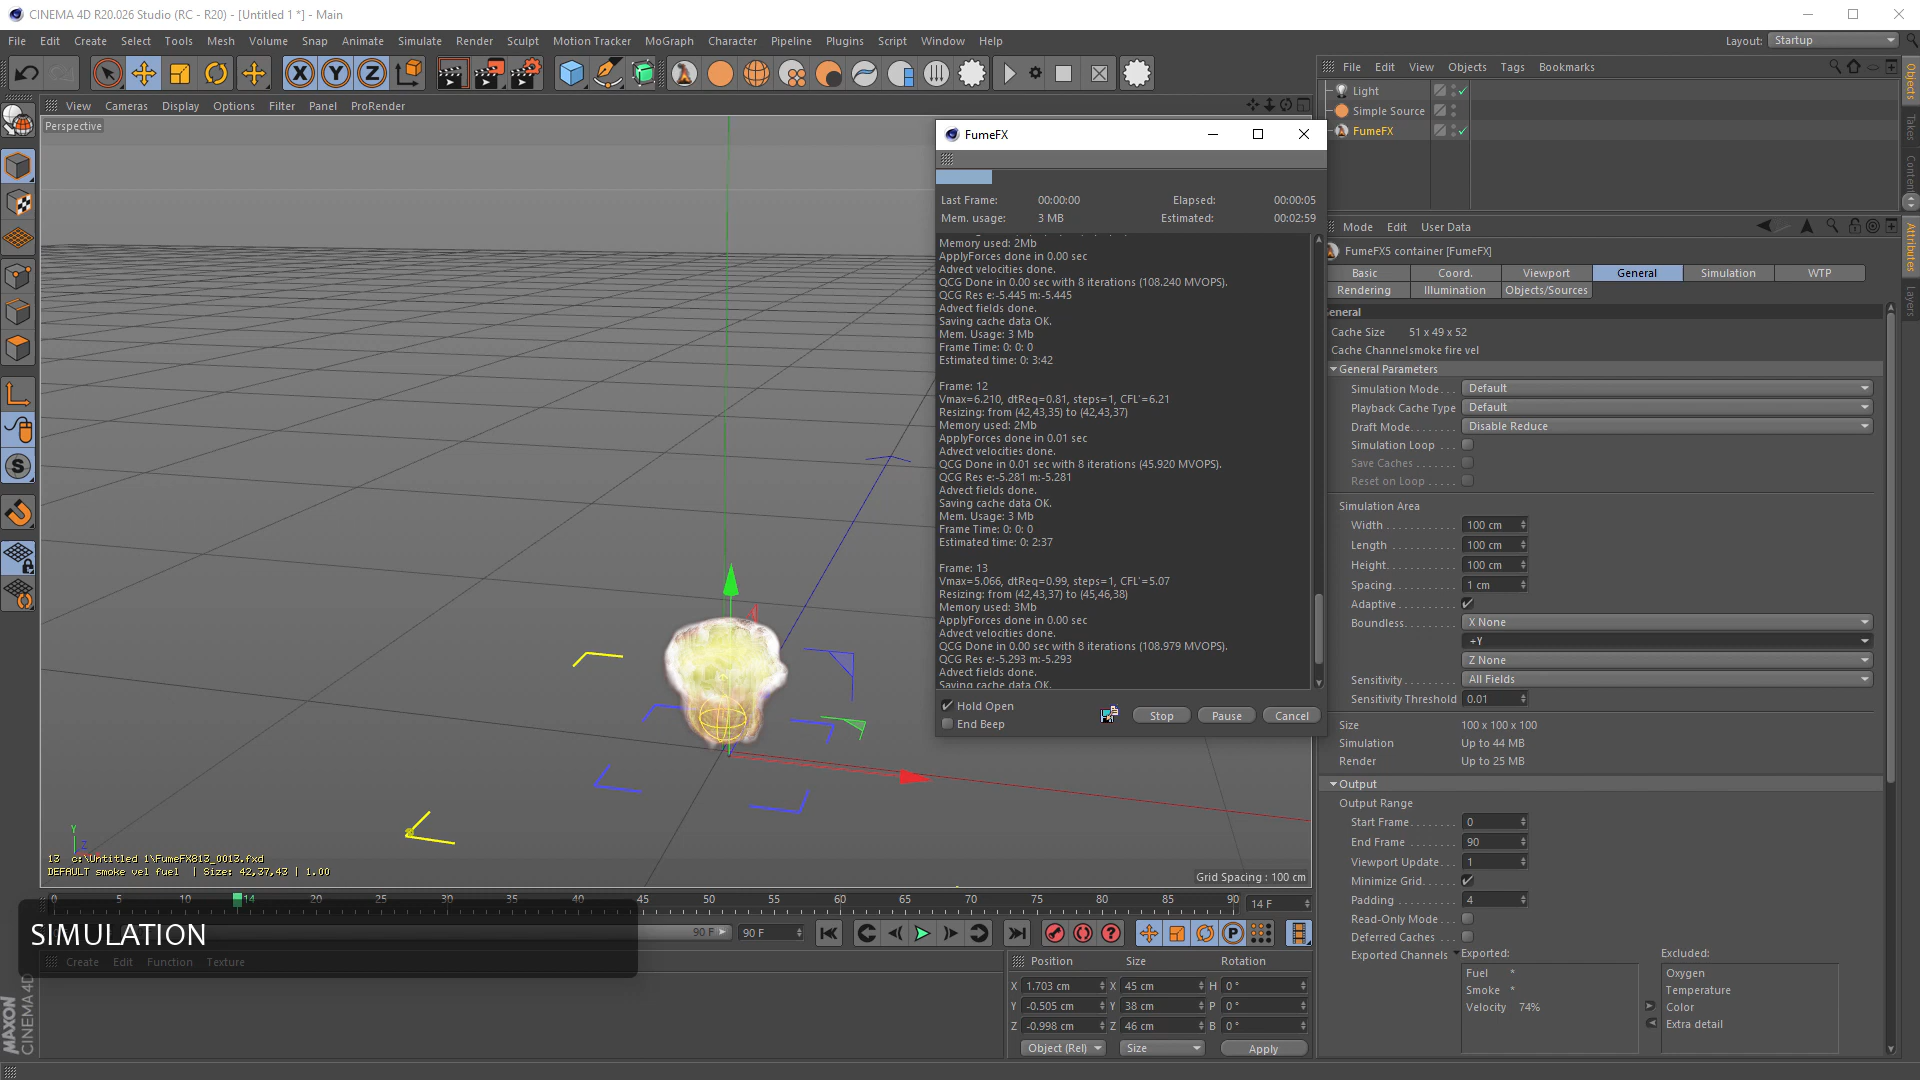 CINEMA 4D R20.026 Studio (RC - R20) - [Untitled 1 *] - Main
File Edit Create Select Tools Mesh Volume Snap Animate Simulate Render Sculpt Motion Tracker MoGraph Character Pipeline Plugins Script Window Help
Layout: Startup
File Edit View Objects Tags Bookmarks
Light
Simple Source
FumeFX
Objects
Takes
Attributes
Layers
View Cameras Display Options Filter Panel ProRender
Perspective
FumeFX
Last Frame: 00:00:00 Elapsed: 00:00:05
Mem. usage: 3 MB Estimated: 00:02:59
Memory used: 2Mb
ApplyForces done in 0.00 sec
Advect velocities done.
QCG Done in 0.00 sec with 8 iterations (108.240 MVOPS).
QCG Res e:-5.445 m:-5.445
Advect fields done.
Saving cache data OK.
Mem. Usage: 3 Mb
Frame Time: 0: 0: 0
Estimated time: 0: 3:42
Frame: 12
Vmax=6.210, dtReq=0.81, steps=1, CFL'=6.21
Resizing: from (42,43,35) to (42,43,37)
Memory used: 2Mb
ApplyForces done in 0.01 sec
Advect velocities done.
QCG Done in 0.01 sec with 8 iterations (45.920 MVOPS).
QCG Res e:-5.281 m:-5.281
Advect fields done.
Saving cache data OK.
Mem. Usage: 3 Mb
Frame Time: 0: 0: 0
Estimated time: 0: 2:37
Frame: 13
Vmax=5.066, dtReq=0.99, steps=1, CFL'=5.07
Resizing: from (42,43,37) to (45,46,38)
Memory used: 3Mb
ApplyForces done in 0.00 sec
Advect velocities done.
QCG Done in 0.00 sec with 8 iterations (108.979 MVOPS).
QCG Res e:-5.293 m:-5.293
Advect fields done.
Saving cache data OK.
Hold Open
End Beep
Stop Pause Cancel
Mode Edit User Data
FumeFX5 container [FumeFX]
Basic Coord. Viewport General Simulation WTP
Rendering Illumination Objects/Sources
eneral
Cache Size 51 x 49 x 52
Cache Channel smoke fire vel
General Parameters
Simulation Mode Default
Playback Cache Type Default
Draft Mode Disable Reduce
Simulation Loop
Save Caches
Reset on Loop
Simulation Area
Width 100 cm
Length 100 cm
Height 100 cm
Spacing 1 cm
Adaptive
Boundless X None
+Y
Z None
Sensitivity All Fields
Sensitivity Threshold 0.01
Size 100 x 100 x 100
Simulation Up to 44 MB
Render Up to 25 MB
Output
Output Range
Start Frame 0
End Frame 90
Viewport Update 1
Minimize Grid
Padding 4
Read-Only Mode
Deferred Caches
Exported Channels Exported: Excluded:
Fuel *
Smoke *
Velocity 74%
Oxygen
Temperature
Color
Extra detail
Y
Z
13 c:\Untitled 1\FumeFX813_0013.fxd
DEFAULT smoke vel fuel | Size: 42,37,43 | 1.00
Grid Spacing : 100 cm
0 5 10 14 20 25 30 35 40 45 50 55 60 65 70 75 80 85 90
14 F
90 F
90 F
SIMULATION
Create Edit Function Texture
Position Size Rotation
X 1.703 cm X 45 cm H 0 °
Y -0.505 cm Y 38 cm P 0 °
Z -0.998 cm Z 46 cm B 0 °
Object (Rel) Size Apply
MAXON
CINEMA 4D